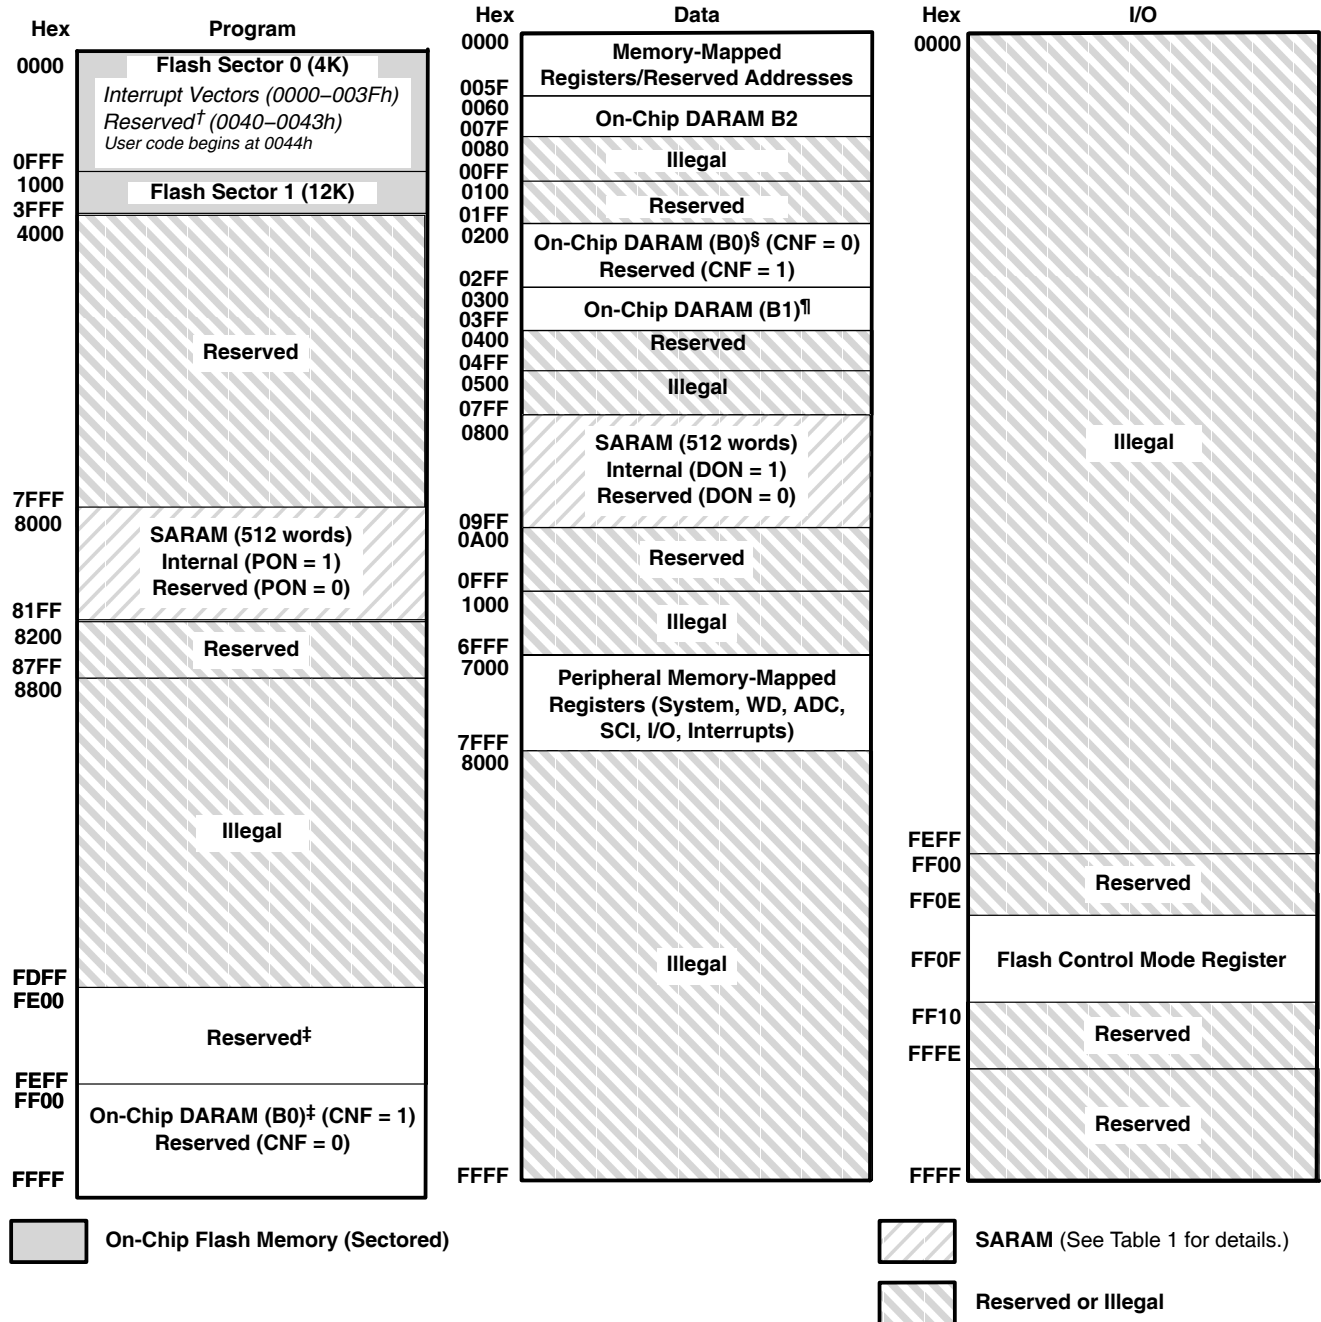 Hex Program
0000
Flash Sector 0 (4K)
Interrupt Vectors (0000–003Fh)
Reserved† (0040–0043h)
User code begins at 0044h
0FFF
1000
Flash Sector 1 (12K)
3FFF
4000
Reserved
7FFF
8000
SARAM (512 words)
Internal (PON = 1)
Reserved (PON = 0)
81FF
8200
Reserved
87FF
8800
Illegal
FDFF
FE00
Reserved‡
FEFF
FF00
On-Chip DARAM (B0)‡ (CNF = 1)
Reserved (CNF = 0)
FFFF
Hex Data
0000
Memory-Mapped
Registers/Reserved Addresses
005F
0060
On-Chip DARAM B2
007F
0080
Illegal
00FF
0100
Reserved
01FF
0200
On-Chip DARAM (B0)§ (CNF = 0)
Reserved (CNF = 1)
02FF
0300
On-Chip DARAM (B1)¶
03FF
0400
Reserved
04FF
0500
Illegal
07FF
0800
SARAM (512 words)
Internal (DON = 1)
Reserved (DON = 0)
09FF
0A00
Reserved
0FFF
1000
Illegal
6FFF
7000
Peripheral Memory-Mapped
Registers (System, WD, ADC,
SCI, I/O, Interrupts)
7FFF
8000
Illegal
FFFF
Hex I/O
0000
Illegal
FEFF
FF00
Reserved
FF0E
FF0F Flash Control Mode Register
FF10
Reserved
FFFE
Reserved
FFFF
On-Chip Flash Memory (Sectored)
SARAM (See Table 1 for details.)
Reserved or Illegal